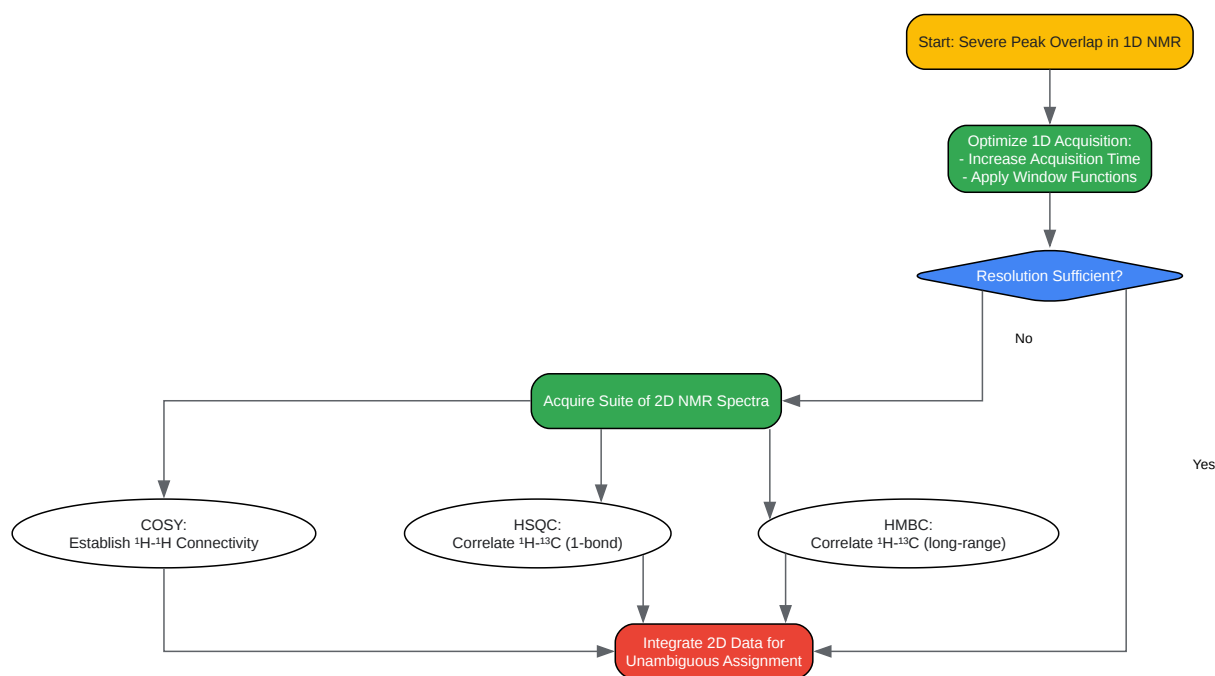 Start: Severe Peak Overlap in 1D NMR
Optimize 1D Acquisition:
- Increase Acquisition Time
- Apply Window Functions
Resolution Sufficient?
No
Acquire Suite of 2D NMR Spectra
Yes
COSY:
Establish ¹H-¹H Connectivity
HSQC:
Correlate ¹H-¹³C (1-bond)
HMBC:
Correlate ¹H-¹³C (long-range)
Integrate 2D Data for
Unambiguous Assignment